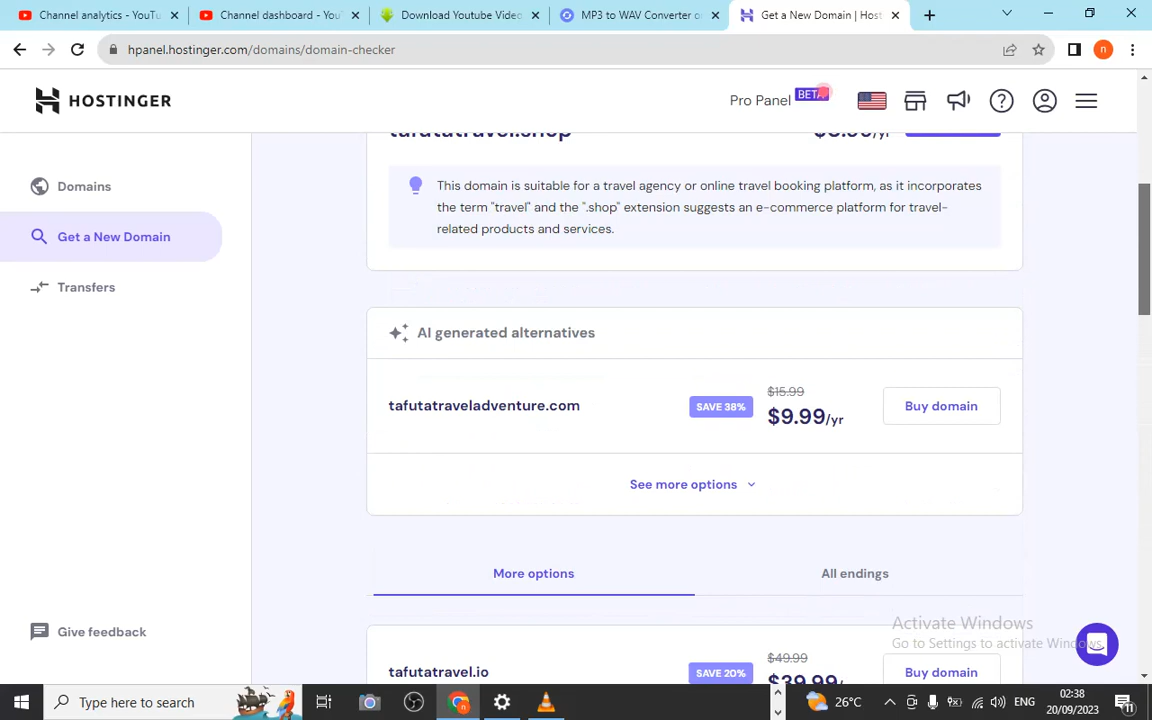 Channel analytics - YouTu
Channel dashboard - YouT
Download Youtube Video
MP3 to WAV Converter o
Get a New Domain | Host
hpanel.hostinger.com/domains/domain-checker
n
HOSTINGER
Pro Panel
BETA
Domains
Get a New Domain
Transfers
Give feedback
tafutatravel.shop
This domain is suitable for a travel agency or online travel booking platform, as it incorporates
the term "travel" and the ".shop" extension suggests an e-commerce platform for travel-
related products and services.
AI generated alternatives
tafutatraveladventure.com
SAVE 38%
$15.99
$9.99/yr
Buy domain
See more options
More options
All endings
tafutatravel.io
SAVE 20%
$49.99
$39.99/
Buy domain
Activate Windows
Go to Settings to activate Windows.
Type here to search
26°C
ENG
02:38
20/09/2023